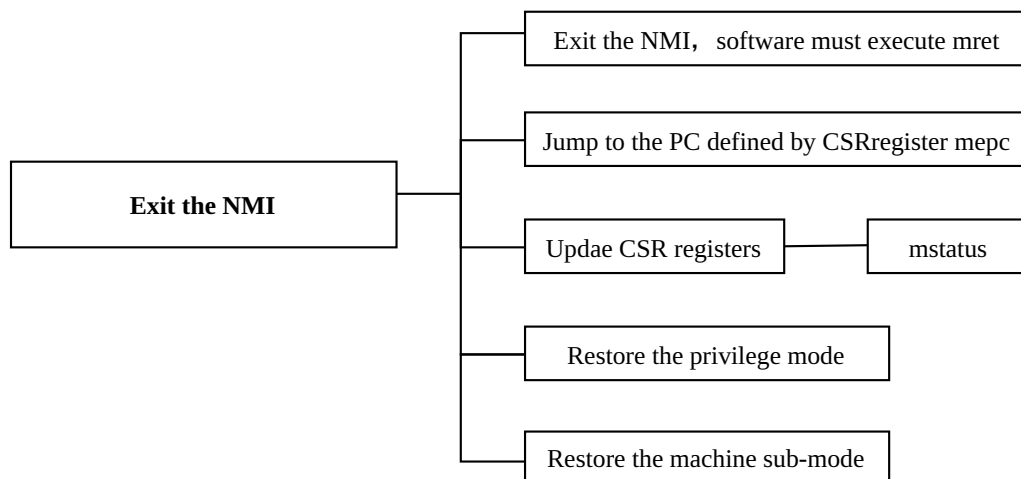 Exit the NMI，software must execute mret
Jump to the PC defined by CSRregister mepc
Exit the NMI
Updae CSR registers
mstatus
Restore the privilege mode
Restore the machine sub-mode